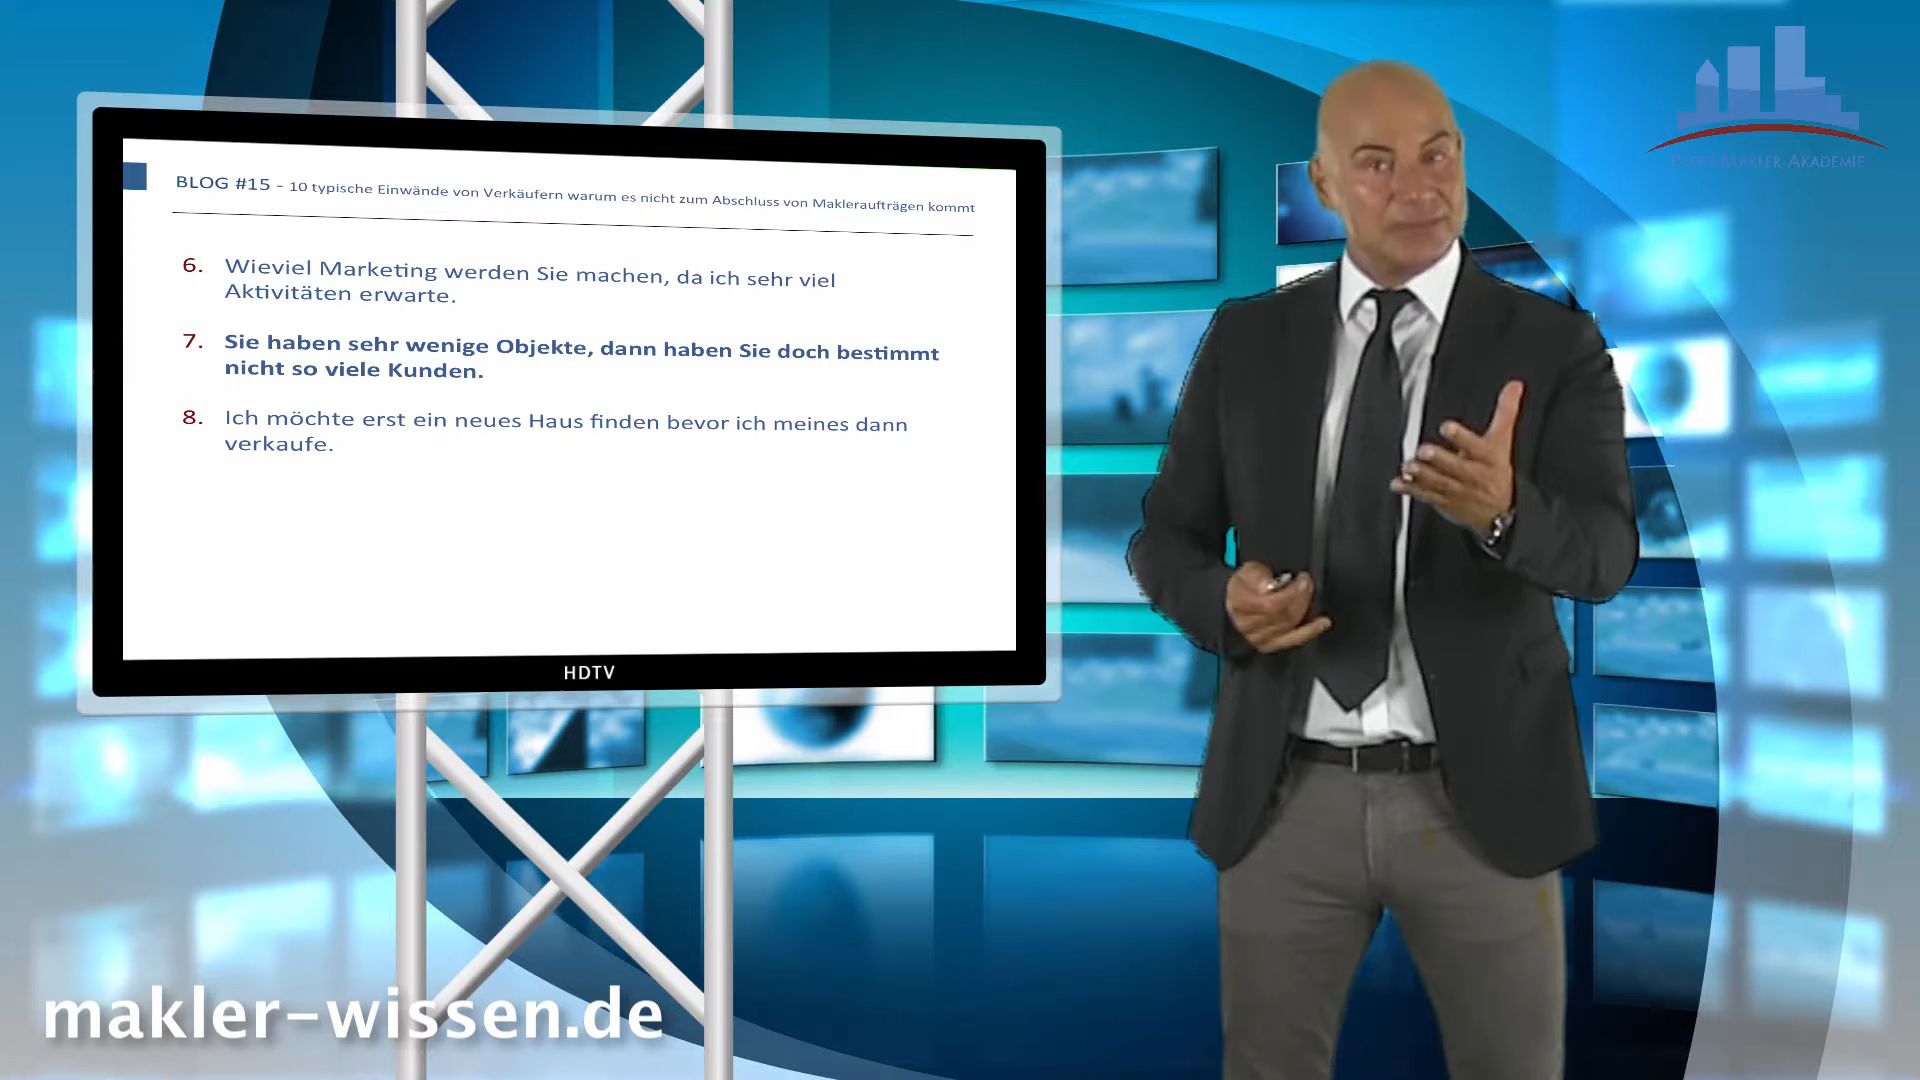 PROFI-MAKLER-AKADEMIE
BLOG #15 - 10 typische Einwände von Verkäufern warum es nicht zum Abschluss von Makleraufträgen kommt
6. Wieviel Marketing werden Sie machen, da ich sehr viel
Aktivitäten erwarte.
7. Sie haben sehr wenige Objekte, dann haben Sie doch bestimmt
nicht so viele Kunden.
8. Ich möchte erst ein neues Haus finden bevor ich meines dann
verkaufe.
HDTV
makler-wissen.de